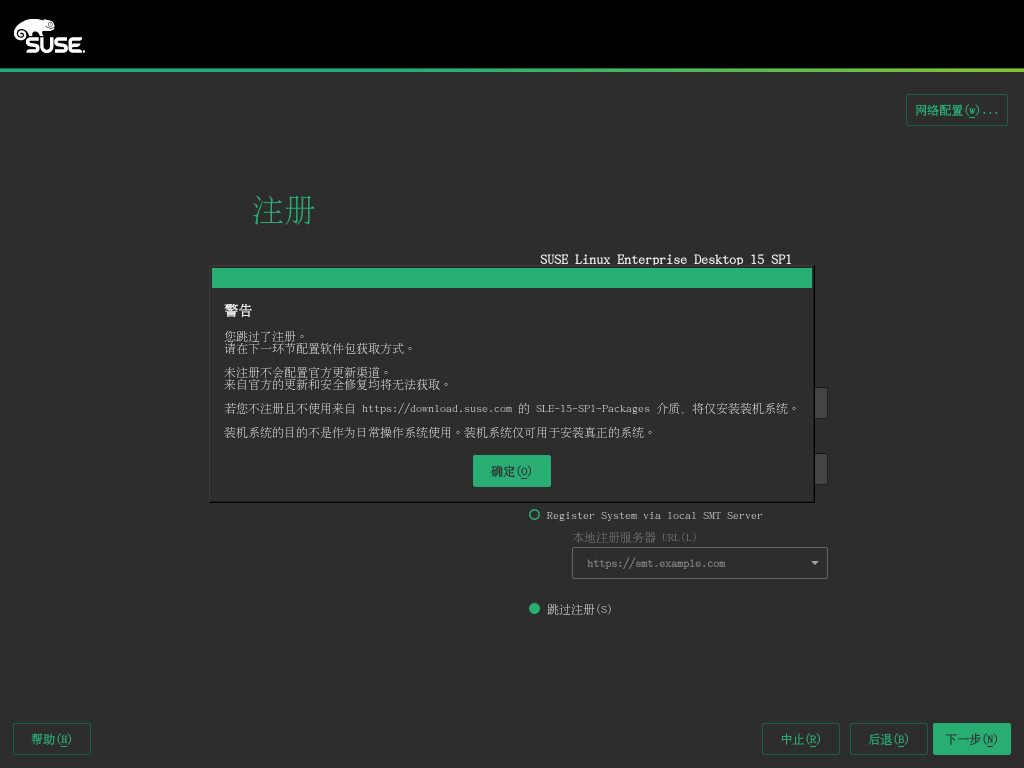 SUSE.
网络配置(w)...
注册
SUSE Linux Enterprise Desktop 15 SP1
警告
您跳过了注册。
请在下一环节配置软件包获取方式。
未注册不会配置官方更新渠道。
来自官方的更新和安全修复均将无法获取。
若您不注册且不使用来自 https://download.suse.com 的 SLE-15-SP1-Packages 介质，将仅安装装机系统。
装机系统的目的不是作为日常操作系统使用。装机系统仅可用于安装真正的系统。
确定(O)
Register System via local SMT Server
本地注册服务器 URL(L)
https://smt.example.com
跳过注册(S)
帮助(H)
中止(R)
后退(B)
下一步(N)